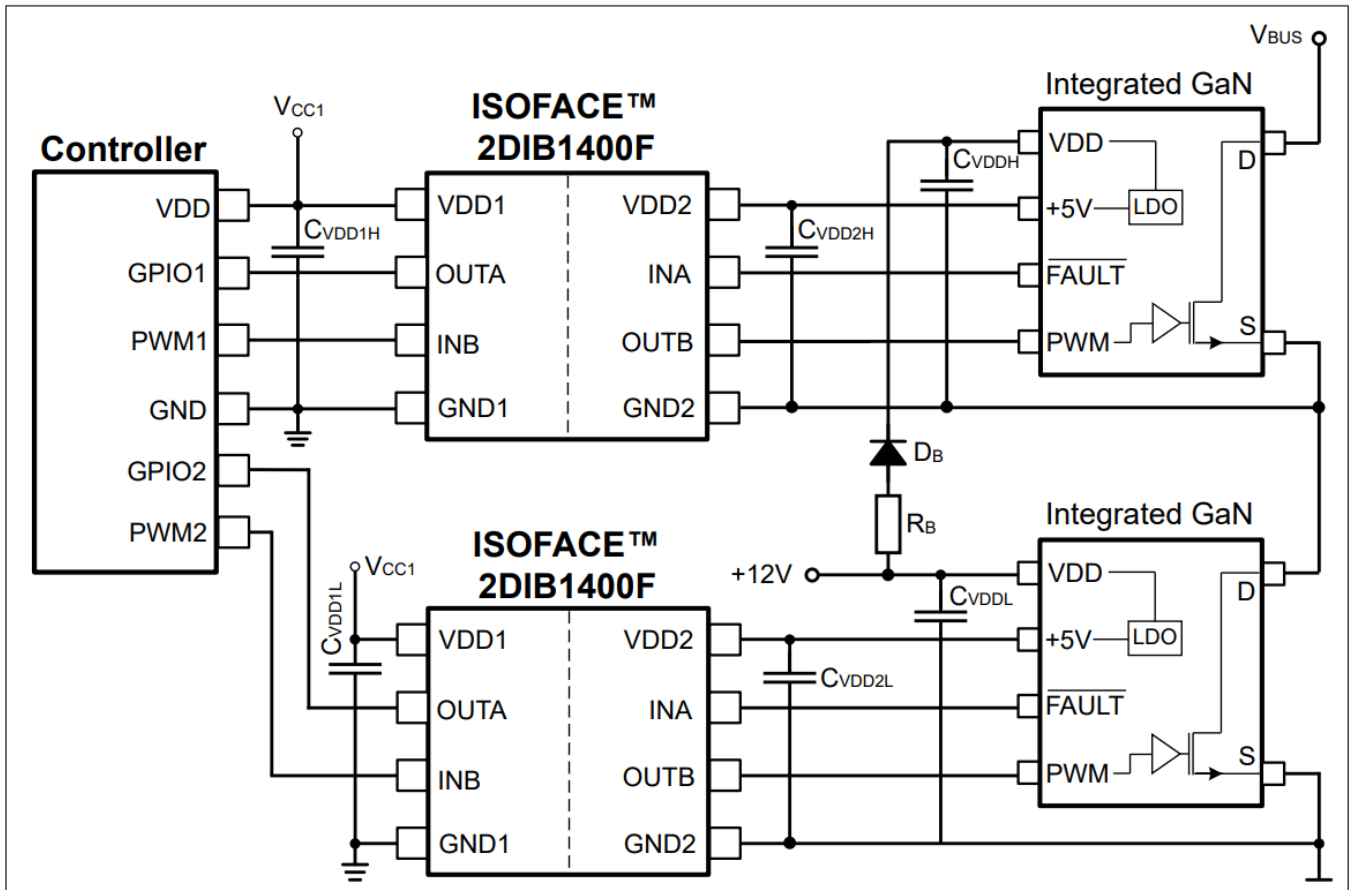 VBUS
Integrated GaN
ISOFACE™
2DIB1400F
VCC1
Controller
VDD
GPIO1
PWM1
GND
GPIO2
PWM2
CVDD1H
VDD1
OUTA
INB
GND1
VDD2
INA
OUTB
GND2
CVDD2H
CVDDH
VDD
+5V
LDO
FAULT
PWM
D
S
DB
RB
+12V
Integrated GaN
ISOFACE™
2DIB1400F
VCC1
CVDD1L
VDD1
OUTA
INB
GND1
VDD2
INA
OUTB
GND2
CVDD2L
CVDDL
VDD
+5V
LDO
FAULT
PWM
D
S